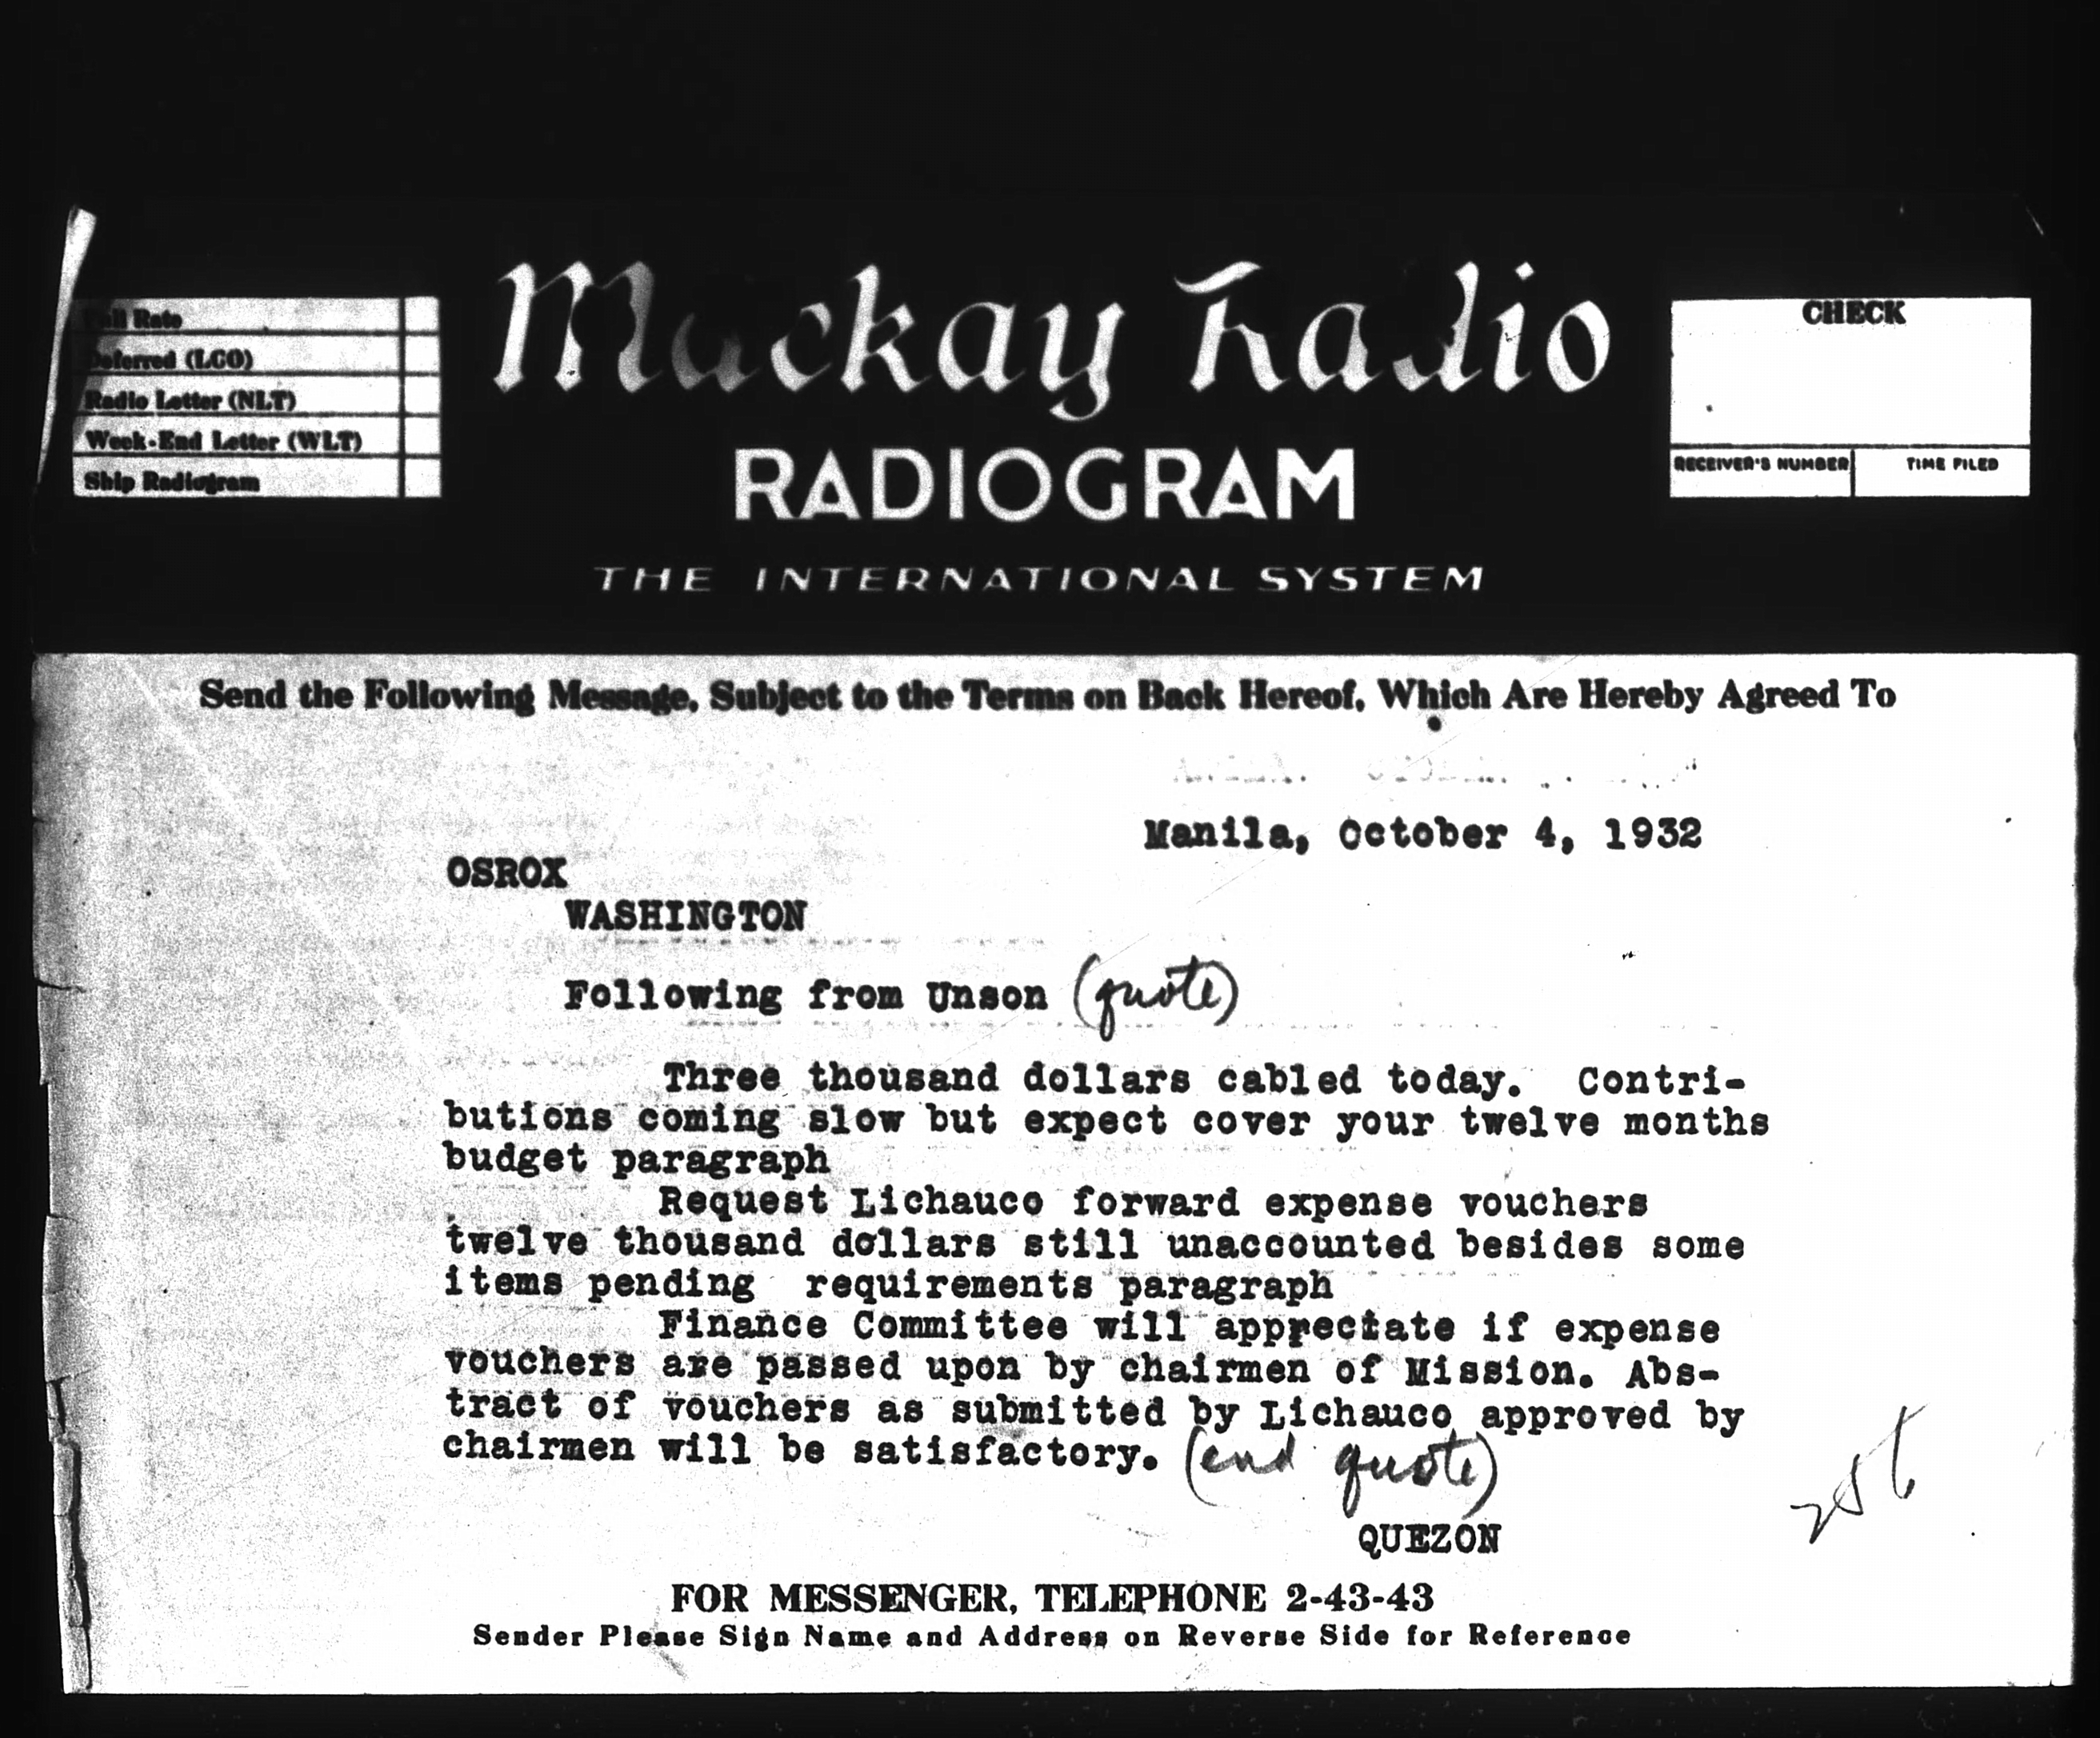 Mackay Radio
RADIOGRAM
THE INTERNATIONAL SYSTEM
Full Rate
Deferred (LCO)
Radio Letter (NLT)
Week-End Letter (WLT)
Ship Radiogram
CHECK
RECEIVER'S NUMBER
TIME FILED
Send the Following Message, Subject to the Terms on Back Hereof, Which Are Hereby Agreed To
Manila, October 4, 1932
OSROX
WASHINGTON
Following from Unson (quote)
Three thousand dollars cabled today. Contri-
butions coming slow but expect cover your twelve months
budget paragraph
Request Lichauco forward expense vouchers
twelve thousand dollars still unaccounted besides some
items pending requirements paragraph
Finance Committee will appreciate if expense
vouchers are passed upon by chairmen of Mission. Abs-
tract of vouchers as submitted by Lichauco approved by
chairmen will be satisfactory. (end quote)
QUEZON
FOR MESSENGER, TELEPHONE 2-43-43
Sender Please Sign Name and Address on Reverse Side for Reference